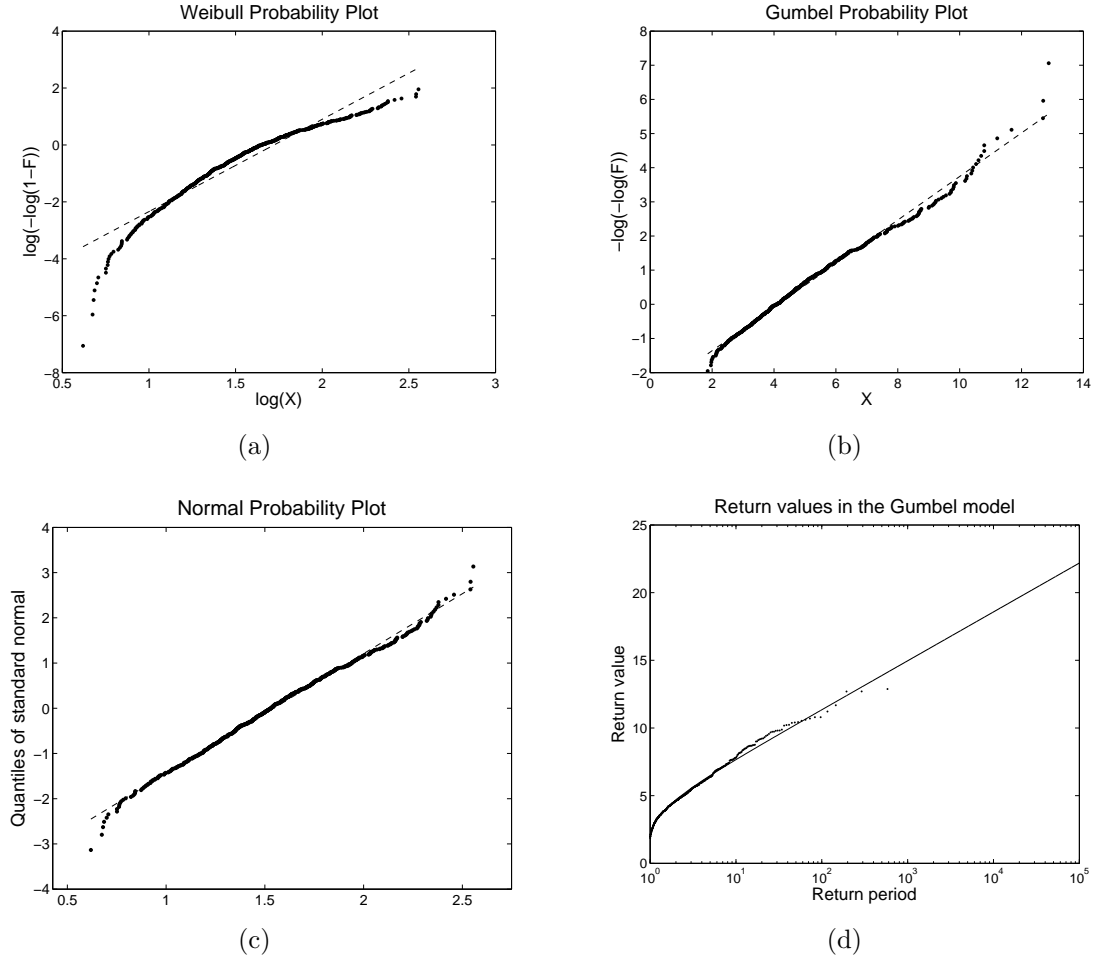 Weibull Probability Plot
4
2
0
−2
−4
−6
−8
log(−log(1−F))
0.5 1 1.5 2 2.5 3
log(X)
(a)
Gumbel Probability Plot
8
7
6
5
4
3
2
1
0
−1
−2
−log(−log(F))
0 2 4 6 8 10 12 14
X
(b)
Normal Probability Plot
4
3
2
1
0
−1
−2
−3
−4
Quantiles of standard normal
0.5 1 1.5 2 2.5
(c)
Return values in the Gumbel model
25
20
15
10
5
0
Return value
10^0 10^1 10^2 10^3 10^4 10^5
Return period
(d)